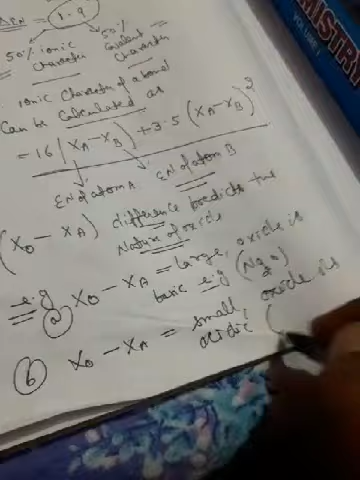 1.9
50% ionic character
50% covalent character
ionic character of a bond
can be calculated as
= 16(XA - XB) + 3.5 (XA - XB)²
EN of atom A EN of atom B
(XO - XA) difference predicts the
Nature of oxide
e.g
(a) XO - XA = large, oxide is
basic e.g (Na2O)
(b) XO - XA = small, oxide is
acidic (
MISTRY
VOLUME I